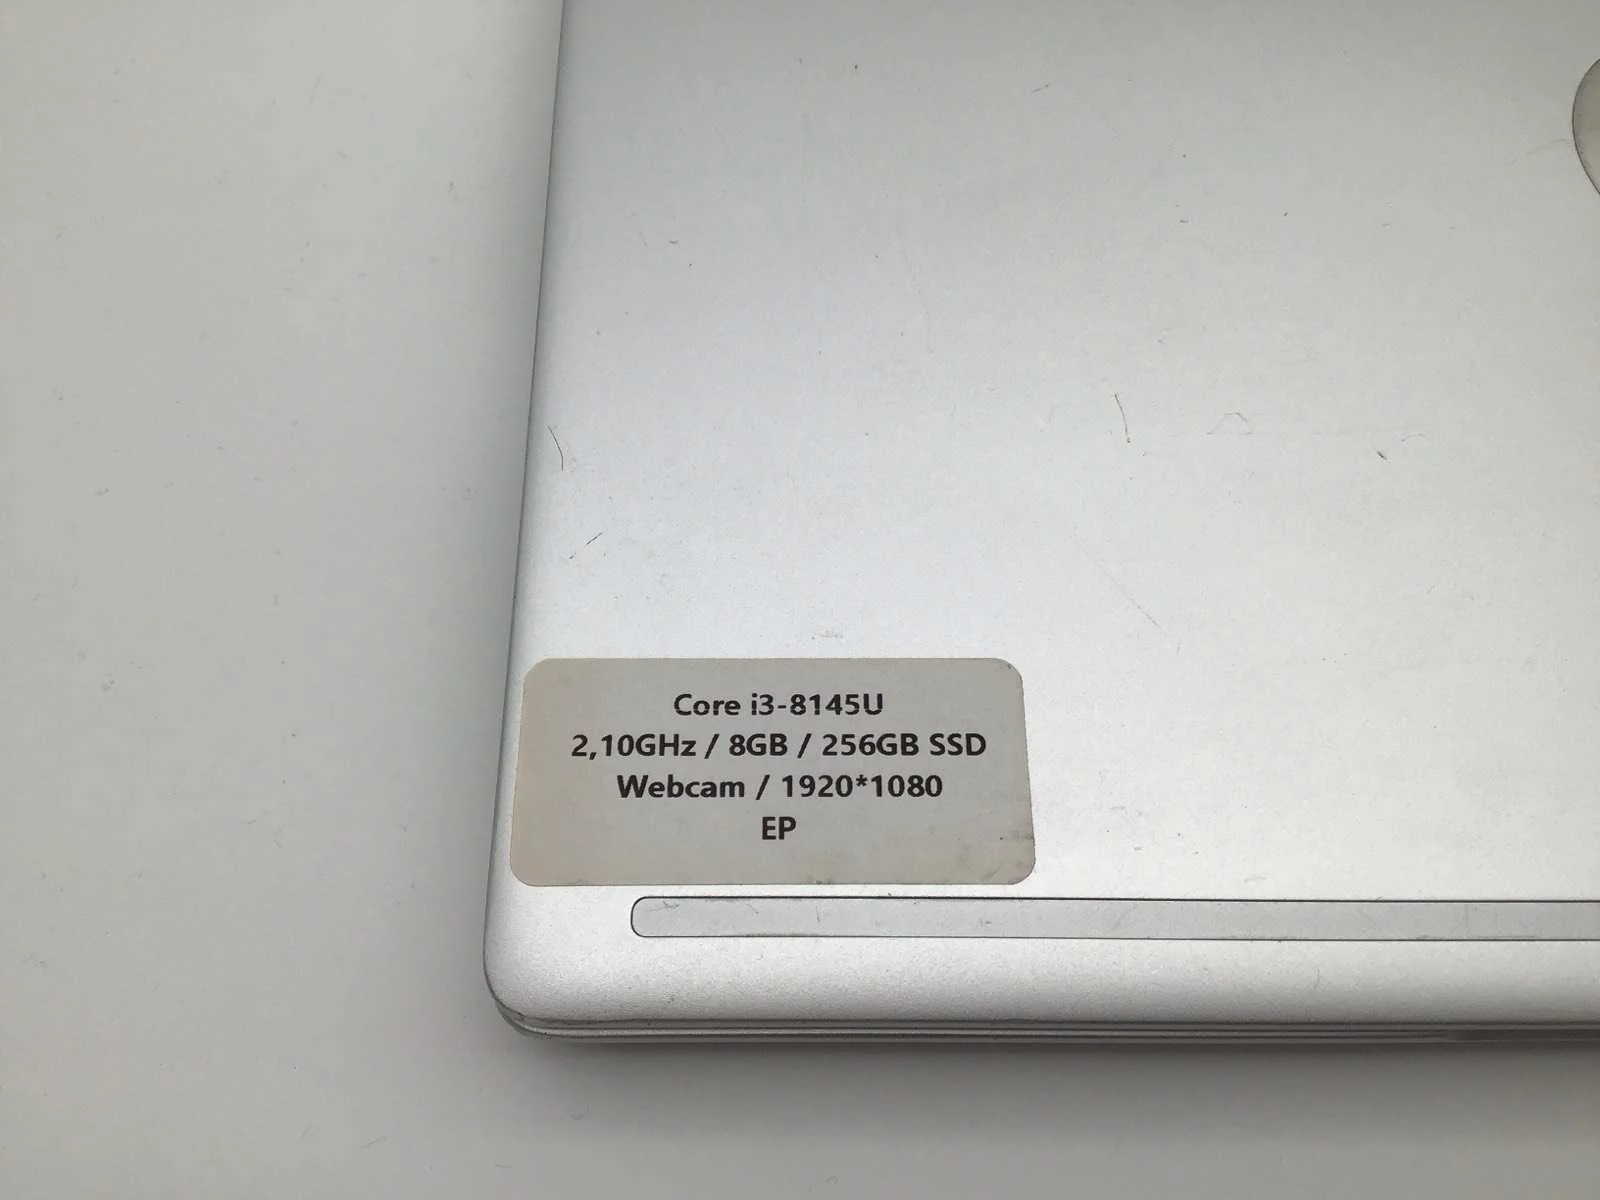 Core i3-8145U
2,10GHz / 8GB / 256GB SSD
Webcam / 1920*1080
EP